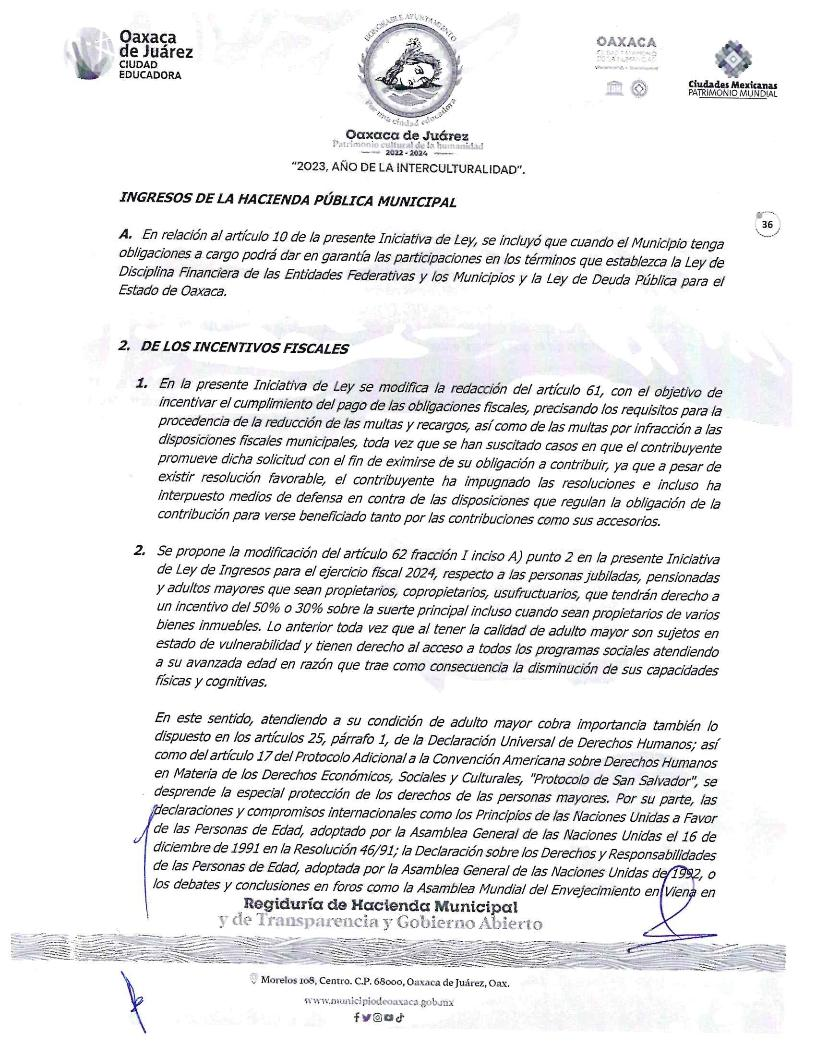 Oaxaca
de Juárez
CIUDAD
EDUCADORA
HONORABLE AYUNTAMIENTO
Por una ciudad educadora
Oaxaca de Juárez
Patrimonio cultural de la humanidad
2022 - 2024
OAXACA
CIUDAD PATRIMONIO
DE LA HUMANIDAD
Ciudades Mexicanas
PATRIMONIO MUNDIAL
"2023, AÑO DE LA INTERCULTURALIDAD".
36
INGRESOS DE LA HACIENDA PÚBLICA MUNICIPAL
A. En relación al artículo 10 de la presente Iniciativa de Ley, se incluyó que cuando el Municipio tenga
obligaciones a cargo podrá dar en garantía las participaciones en los términos que establezca la Ley de
Disciplina Financiera de las Entidades Federativas y los Municipios y la Ley de Deuda Pública para el
Estado de Oaxaca.
2. DE LOS INCENTIVOS FISCALES
1. En la presente Iniciativa de Ley se modifica la redacción del artículo 61, con el objetivo de
incentivar el cumplimiento del pago de las obligaciones fiscales, precisando los requisitos para la
procedencia de la reducción de las multas y recargos, así como de las multas por infracción a las
disposiciones fiscales municipales, toda vez que se han suscitado casos en que el contribuyente
promueve dicha solicitud con el fin de eximirse de su obligación a contribuir, ya que a pesar de
existir resolución favorable, el contribuyente ha impugnado las resoluciones e incluso ha
interpuesto medios de defensa en contra de las disposiciones que regulan la obligación de la
contribución para verse beneficiado tanto por las contribuciones como sus accesorios.
2. Se propone la modificación del artículo 62 fracción I inciso A) punto 2 en la presente Iniciativa
de Ley de Ingresos para el ejercicio fiscal 2024, respecto a las personas jubiladas, pensionadas
y adultos mayores que sean propietarios, copropietarios, usufructuarios, que tendrán derecho a
un incentivo del 50% o 30% sobre la suerte principal incluso cuando sean propietarios de varios
bienes inmuebles. Lo anterior toda vez que al tener la calidad de adulto mayor son sujetos en
estado de vulnerabilidad y tienen derecho al acceso a todos los programas sociales atendiendo
a su avanzada edad en razón que trae como consecuencia la disminución de sus capacidades
físicas y cognitivas.
En este sentido, atendiendo a su condición de adulto mayor cobra importancia también lo
dispuesto en los artículos 25, párrafo 1, de la Declaración Universal de Derechos Humanos; así
como del artículo 17 del Protocolo Adicional a la Convención Americana sobre Derechos Humanos
en Materia de los Derechos Económicos, Sociales y Culturales, "Protocolo de San Salvador", se
desprende la especial protección de los derechos de las personas mayores. Por su parte, las
declaraciones y compromisos internacionales como los Principios de las Naciones Unidas a Favor
de las Personas de Edad, adoptado por la Asamblea General de las Naciones Unidas el 16 de
diciembre de 1991 en la Resolución 46/91; la Declaración sobre los Derechos y Responsabilidades
de las Personas de Edad, adoptada por la Asamblea General de las Naciones Unidas de 1992, o
los debates y conclusiones en foros como la Asamblea Mundial del Envejecimiento en Viena en
Regiduría de Hacienda Municipal
y de Transparencia y Gobierno Abierto
Morelos 108, Centro. C.P. 68000, Oaxaca de Juárez, Oax.
www.municipiodeoaxaca.gob.mx